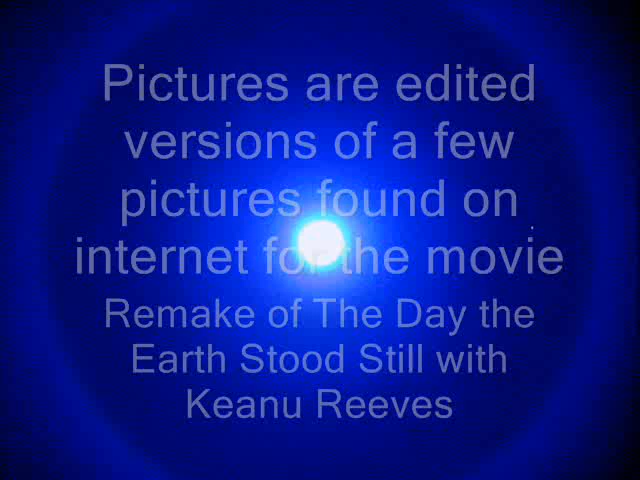 Pictures are edited
versions of a few
pictures found on
internet for the movie
Remake of The Day the
Earth Stood Still with
Keanu Reeves